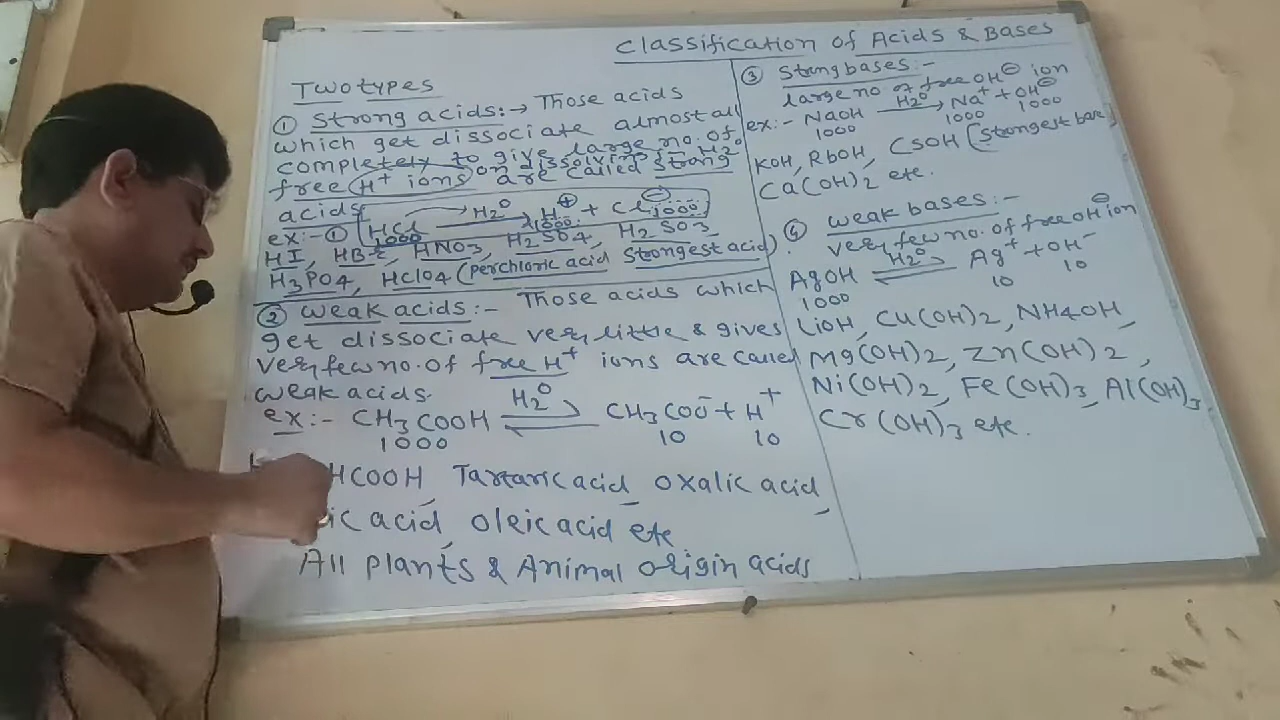 Classification of Acids & Bases
Two types
① Strong acids:→ Those acids
which get dissociate almost all
completely to give large no. of
free H+ ions on dissolving in H2O
are called strong
acids
ex:- ① HCl → H2O H⊕ + Cl⊖
1000 1000 1000
HI, HBr, HNO3, H2SO4, H2SO3,
H3PO4, HClO4 (perchloric acid strongest acid)
② weak acids:- Those acids which
get dissociate very little & gives
very few no. of free H+ ions are called
weak acids.
ex:- CH3COOH ⇌ H2O CH3COO- + H+
1000 10 10
HCOOH, Tartaric acid, oxalic acid,
ic acid, oleic acid etc
All plants & Animal origin acids
③ Strong bases:-
large no of free OH⊖ ion
ex:- NaOH → H2O Na+ + OH⊖
1000 1000 1000
KOH, RbOH, CsOH (strongest base)
Ca(OH)2 etc.
④ weak bases:-
very few no. of free OH⊖ ion
AgOH ⇌ H2O Ag+ + OH-
1000 10 10
LiOH, Cu(OH)2, NH4OH,
Mg(OH)2, Zn(OH)2,
Ni(OH)2, Fe(OH)3, Al(OH)3,
Cr(OH)3 etc.